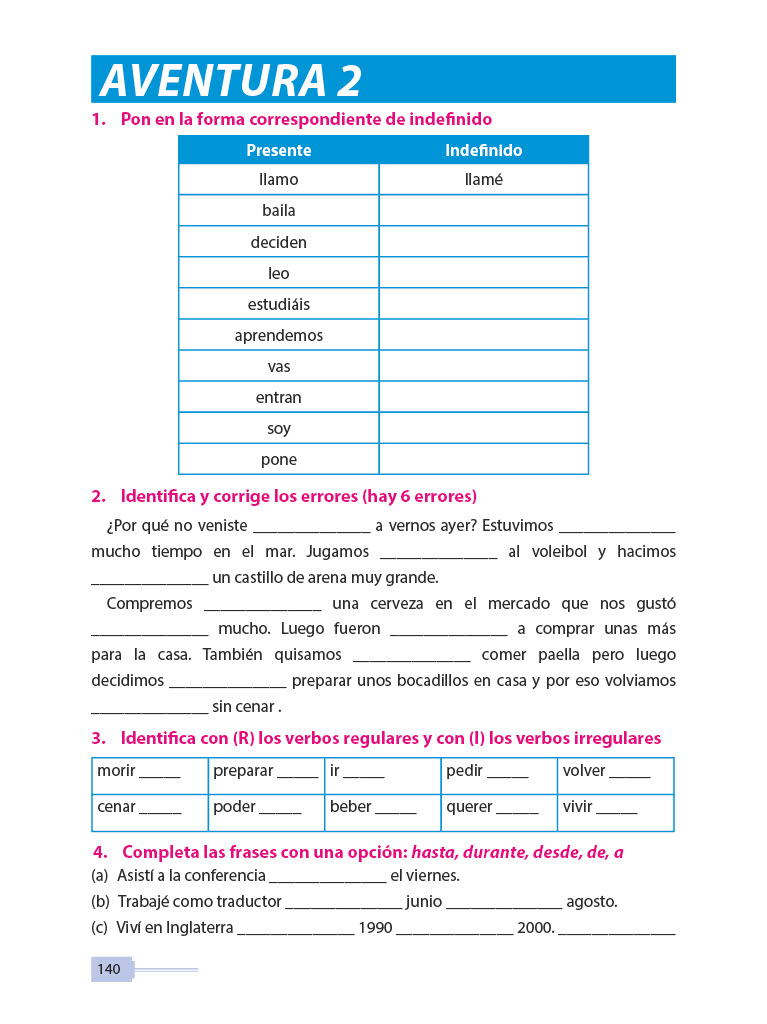 AVENTURA 2
1. Pon en la forma correspondiente de indefinido
Presente Indefinido
llamo llamé
baila
deciden
leo
estudiáis
aprendemos
vas
entran
soy
pone
2. Identifica y corrige los errores (hay 6 errores)
¿Por qué no veniste ______________ a vernos ayer? Estuvimos ______________
mucho tiempo en el mar. Jugamos ______________ al voleibol y hacimos
______________ un castillo de arena muy grande.
Compremos ______________ una cerveza en el mercado que nos gustó
______________ mucho. Luego fueron ______________ a comprar unas más
para la casa. También quisamos ______________ comer paella pero luego
decidimos ______________ preparar unos bocadillos en casa y por eso volviamos
______________ sin cenar .
3. Identifica con (R) los verbos regulares y con (I) los verbos irregulares
morir _____ preparar _____ ir _____ pedir _____ volver _____
cenar _____ poder _____ beber _____ querer _____ vivir _____
4. Completa las frases con una opción: hasta, durante, desde, de, a
(a) Asistí a la conferencia ______________ el viernes.
(b) Trabajé como traductor ______________ junio ______________ agosto.
(c) Viví en Inglaterra ______________ 1990 ______________ 2000. ______________
140